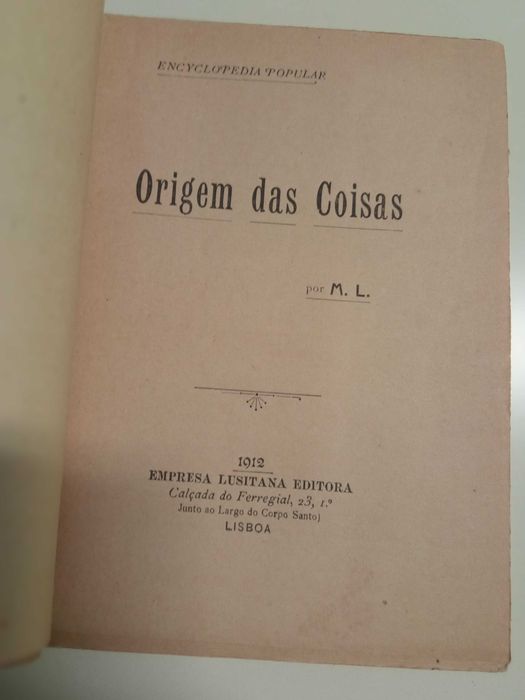 ENCYCLOPEDIA POPULAR
Origem das Coisas
por M. L.
1912
EMPRESA LUSITANA EDITORA
Calçada do Ferregial, 23, 1.º
Junto ao Largo do Corpo Santo)
LISBOA